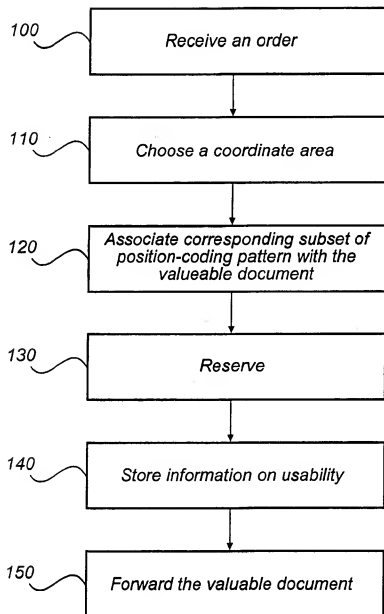 100
Receive an order
110
Choose a coordinate area
120
Associate corresponding subset of
position-coding pattern with the
valueable document
130
Reserve
140
Store information on usability
150
Forward the valuable document